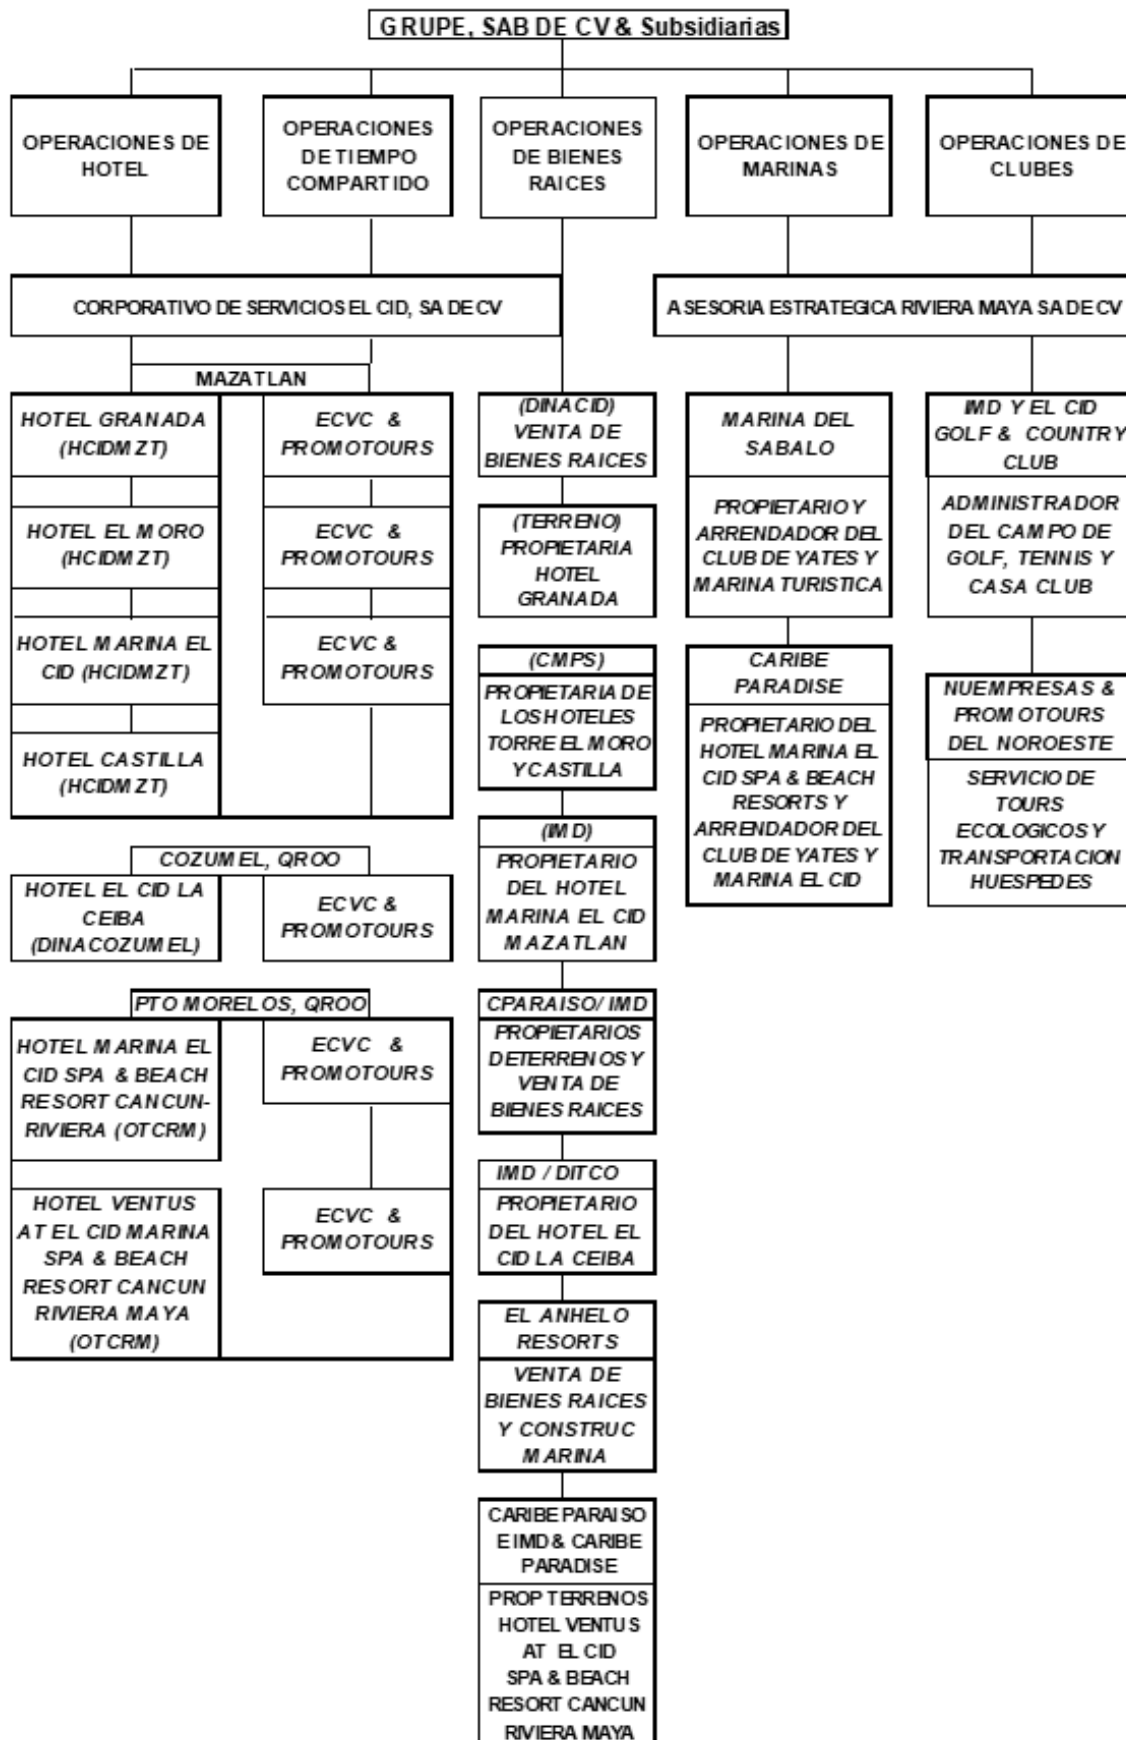 GRUPE, SAB DE CV & Subsidiarias
OPERACIONES DE
HOTEL
OPERACIONES
DE TIEMPO
COMPARTIDO
OPERACIONES
DE BIENES
RAICES
OPERACIONES DE
MARINAS
OPERACIONES DE
CLUBES
CORPORATIVO DE SERVICIOS EL CID, SA DE CV
ASESORIA ESTRATEGICA RIVIERA MAYA SA DE CV
MAZATLAN
HOTEL GRANADA
(HCIDMZT)
HOTEL EL MORO
(HCIDMZT)
HOTEL MARINA EL
CID (HCIDMZT)
HOTEL CASTILLA
(HCIDMZT)
ECVC &
PROMOTOURS
ECVC &
PROMOTOURS
ECVC &
PROMOTOURS
COZUMEL, QROO
HOTEL EL CID LA
CEIBA
(DINACOZUMEL)
ECVC &
PROMOTOURS
PTO MORELOS, QROO
HOTEL MARINA EL
CID SPA & BEACH
RESORT CANCUN-
RIVIERA (OTCRM)
HOTEL VENTUS
AT EL CID MARINA
SPA & BEACH
RESORT CANCUN
RIVIERA MAYA
(OTCRM)
ECVC &
PROMOTOURS
ECVC &
PROMOTOURS
(DINACID)
VENTA DE
BIENES RAICES
(TERRENO)
PROPIETARIA
HOTEL
GRANADA
(CMPS)
PROPIETARIA DE
LOS HOTELES
TORRE EL MORO
Y CASTILLA
(IMD)
PROPIETARIO
DEL HOTEL
MARINA EL CID
MAZATLAN
CPARAISO/ IMD
PROPIETARIOS
DE TERRENOS Y
VENTA DE
BIENES RAICES
IMD / DITCO
PROPIETARIO
DEL HOTEL EL
CID LA CEIBA
EL ANHELO
RESORTS
VENTA DE
BIENES RAICES
Y CONSTRUC
MARINA
CARIBE PARAISO
E IMD & CARIBE
PARADISE
PROP TERRENOS
HOTEL VENTUS
AT EL CID
SPA & BEACH
RESORT CANCUN
RIVIERA MAYA
MARINA DEL
SABALO
PROPIETARIO Y
ARRENDADOR DEL
CLUB DE YATES Y
MARINA TURISTICA
CARIBE
PARADISE
PROPIETARIO DEL
HOTEL MARINA EL
CID SPA & BEACH
RESORTS Y
ARRENDADOR DEL
CLUB DE YATES Y
MARINA EL CID
IMD Y EL CID
GOLF & COUNTRY
CLUB
ADMINISTRADOR
DEL CAMPO DE
GOLF, TENNIS Y
CASA CLUB
NUEMPRESAS &
PROMOTOURS
DEL NOROESTE
SERVICIO DE
TOURS
ECOLOGICOS Y
TRANSPORTACION
HUESPEDES